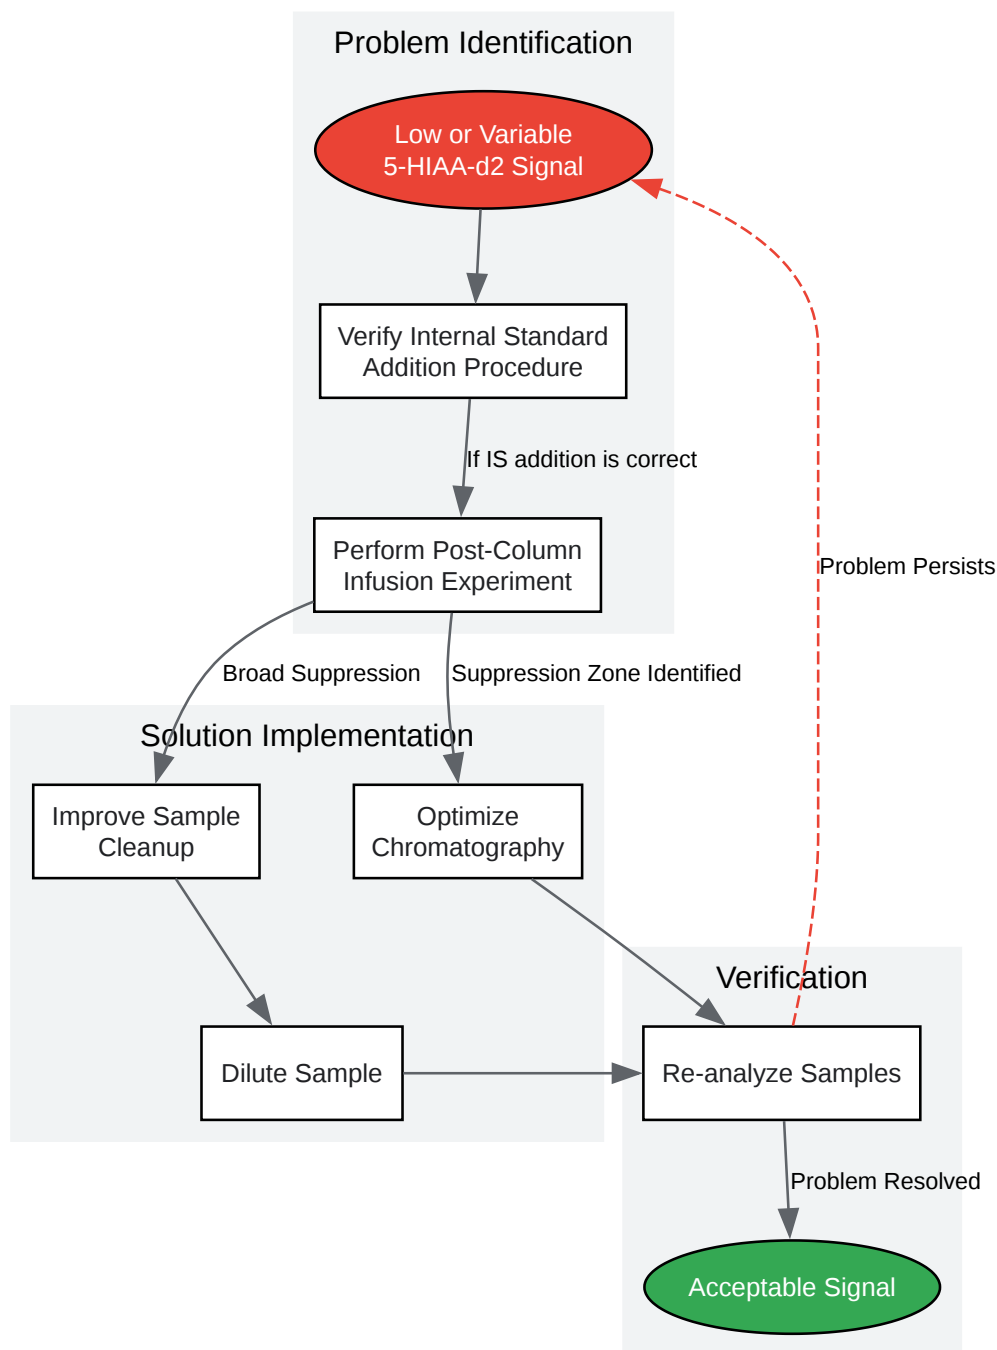 Problem Identification
Low or Variable
5-HIAA-d2 Signal
Verify Internal Standard
Addition Procedure
If IS addition is correct
Perform Post-Column
Infusion Experiment
Problem Persists
Broad Suppression
Suppression Zone Identified
Solution Implementation
Improve Sample
Cleanup
Optimize
Chromatography
Verification
Dilute Sample
Re-analyze Samples
Problem Resolved
Acceptable Signal